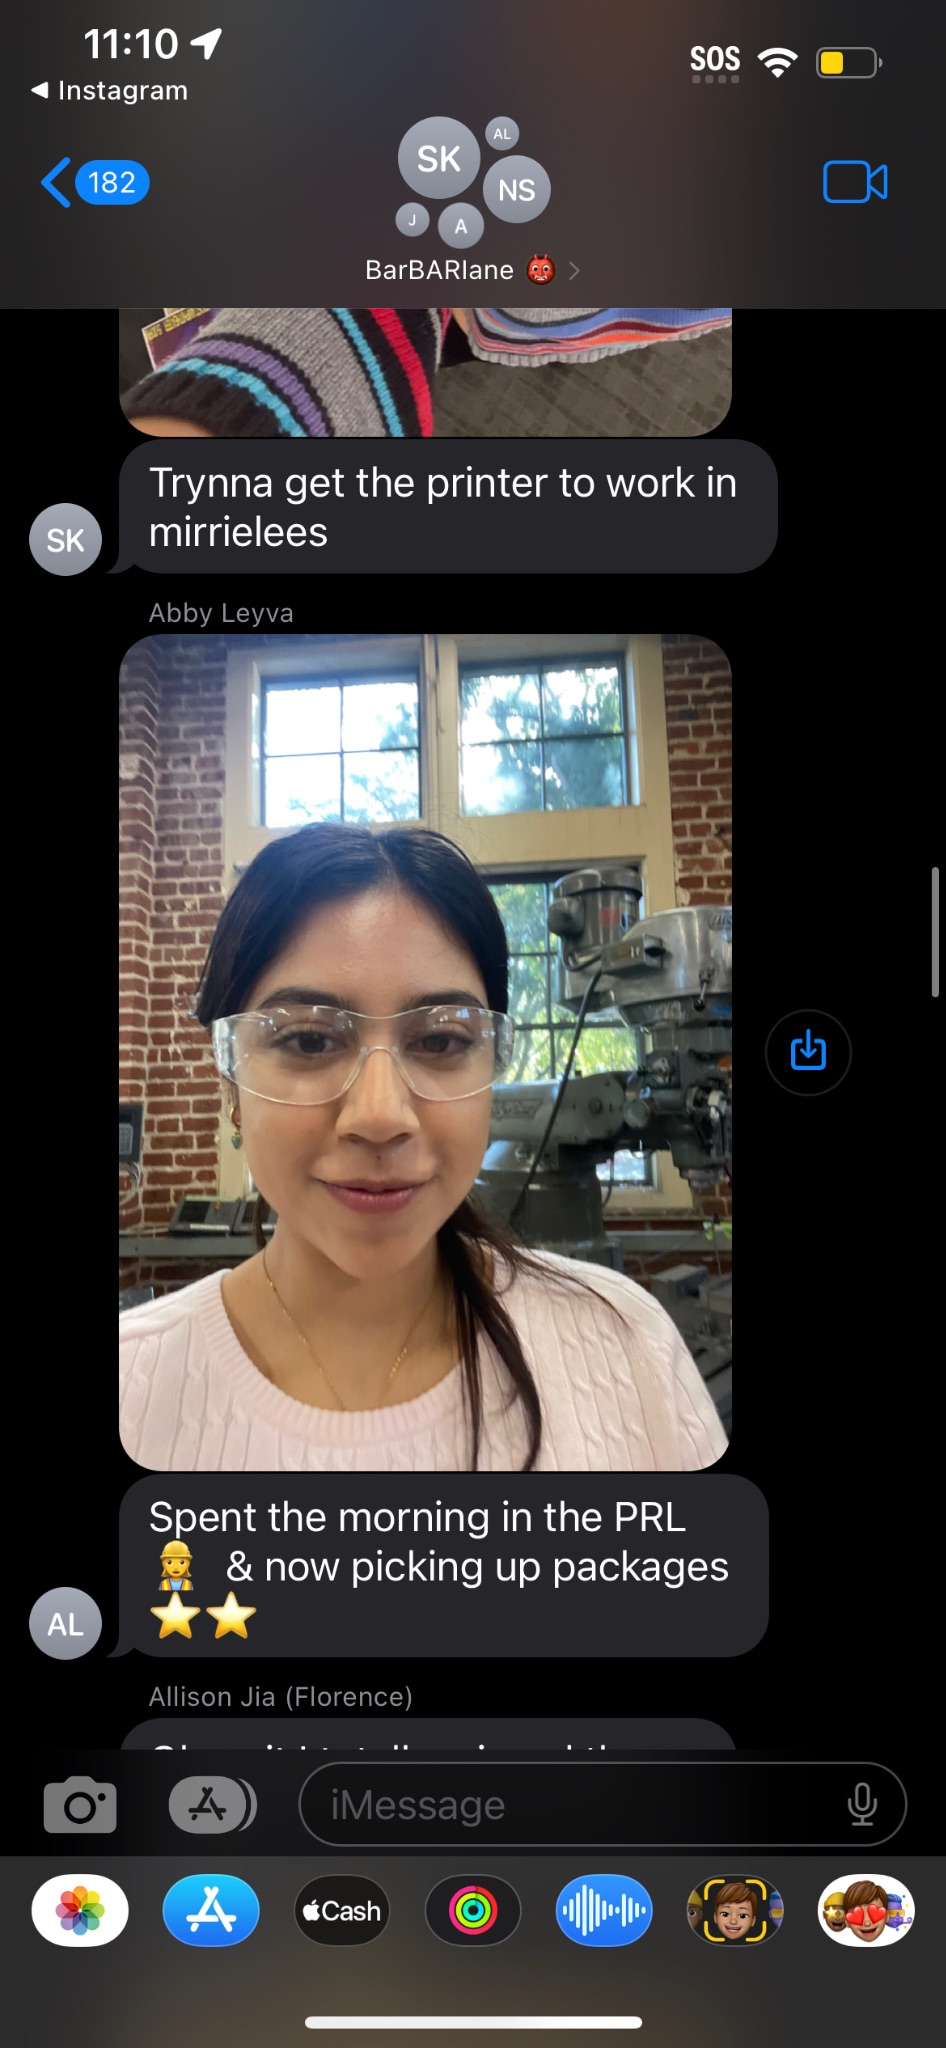 11:10
SOS
Instagram
182
SK
AL
NS
J
A
BarBARlane 👹
Trynna get the printer to work in
mirrielees
SK
Abby Leyva
Spent the morning in the PRL
👷‍♀️ & now picking up packages
⭐⭐
AL
Allison Jia (Florence)
iMessage
Cash